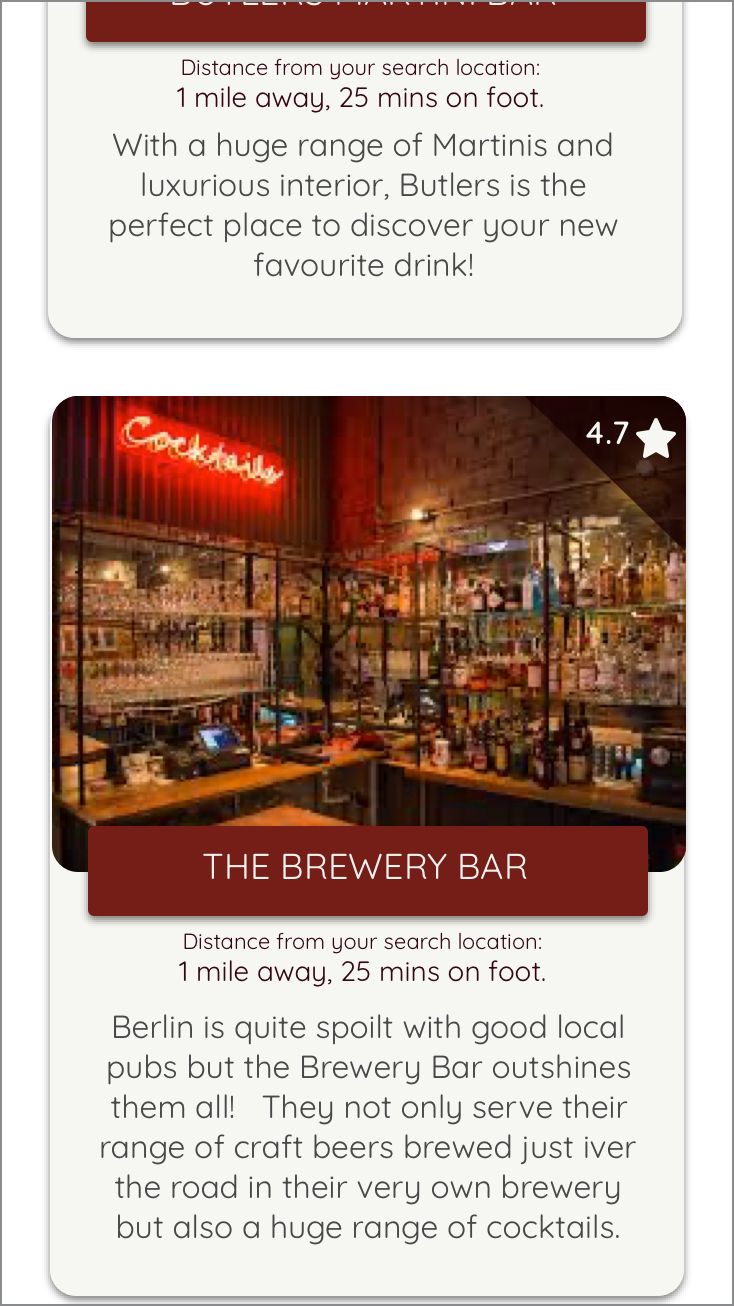 BUTLERS MARTINI BAR
Distance from your search location:
1 mile away, 25 mins on foot.
With a huge range of Martinis and
luxurious interior, Butlers is the
perfect place to discover your new
favourite drink!
Cocktails
4.7
THE BREWERY BAR
Distance from your search location:
1 mile away, 25 mins on foot.
Berlin is quite spoilt with good local
pubs but the Brewery Bar outshines
them all!   They not only serve their
range of craft beers brewed just iver
the road in their very own brewery
but also a huge range of cocktails.